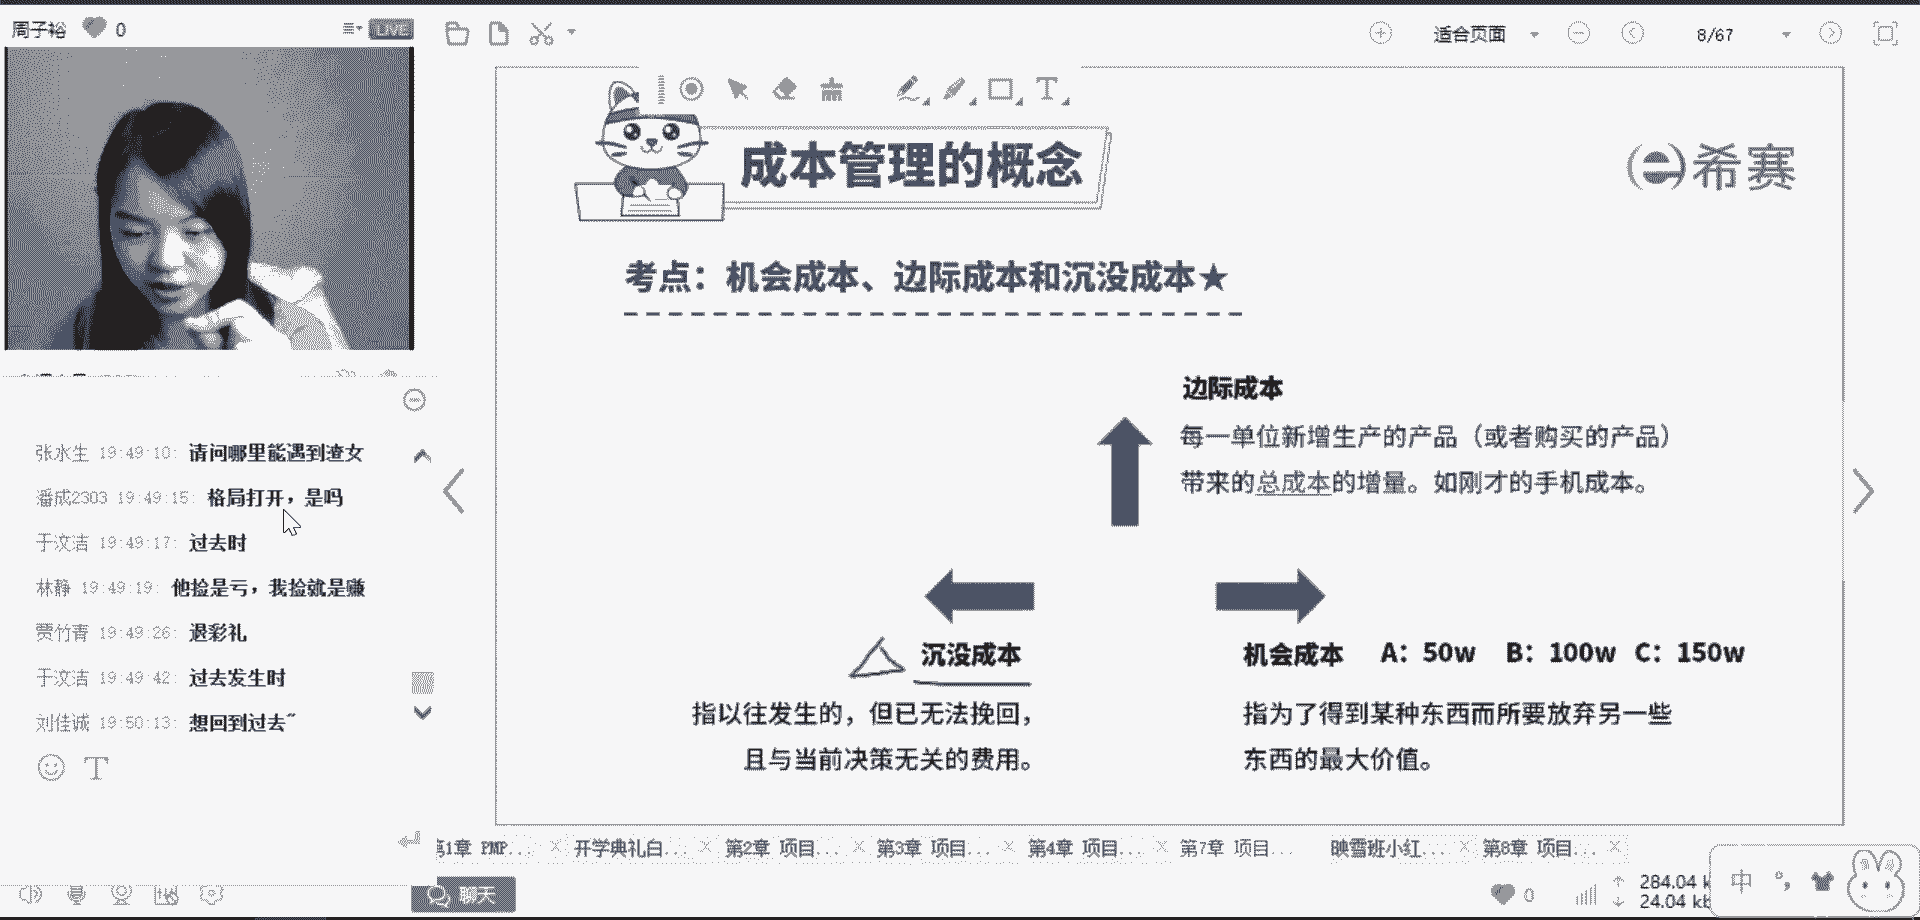 周子裕 0 LIVE
适合页面 8/67
成本管理的概念
希赛
考点：机会成本、边际成本和沉没成本★
边际成本
每一单位新增生产的产品（或者购买的产品）
带来的总成本的增量。如刚才的手机成本。
沉没成本
指以往发生的，但已无法挽回，
且与当前决策无关的费用。
机会成本 A：50w B：100w C：150w
指为了得到某种东西而所要放弃另一些
东西的最大价值。
张水生 19:49:10: 请问哪里能遇到渣女
潘成2303 19:49:15: 格局打开，是吗
于汶洁 19:49:17: 过去时
林静 19:49:19: 他捡是亏，我捡就是赚
贾竹青 19:49:26: 退彩礼
于汶洁 19:49:42: 过去发生时
刘佳诚 19:50:13: 想回到过去~
T
第1章 PMP... 开学典礼白... 第2章 项目... 第3章 项目... 第4章 项目... 第7章 项目... 映雪班小红... 第8章 项目...
聊天
0 284.04 k
24.04 kb
中